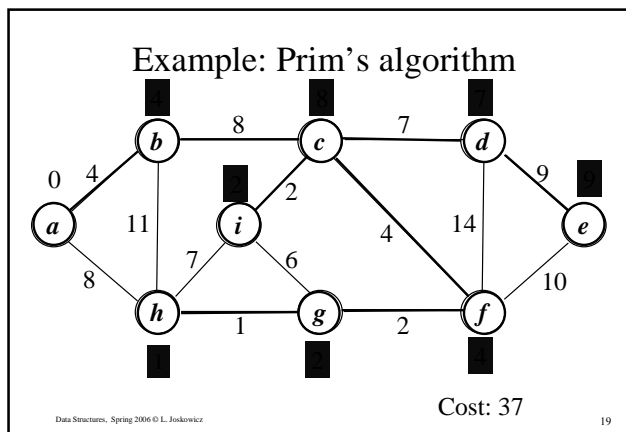 Example: Prim's algorithm
4
8
7
b
8
c
7
d
4
9
0
2
2
9
a
11
i
4
14
e
8
7
6
10
h
1
g
2
f
1
2
4
Cost: 37
Data Structures, Spring 2006 © L. Joskowicz
19